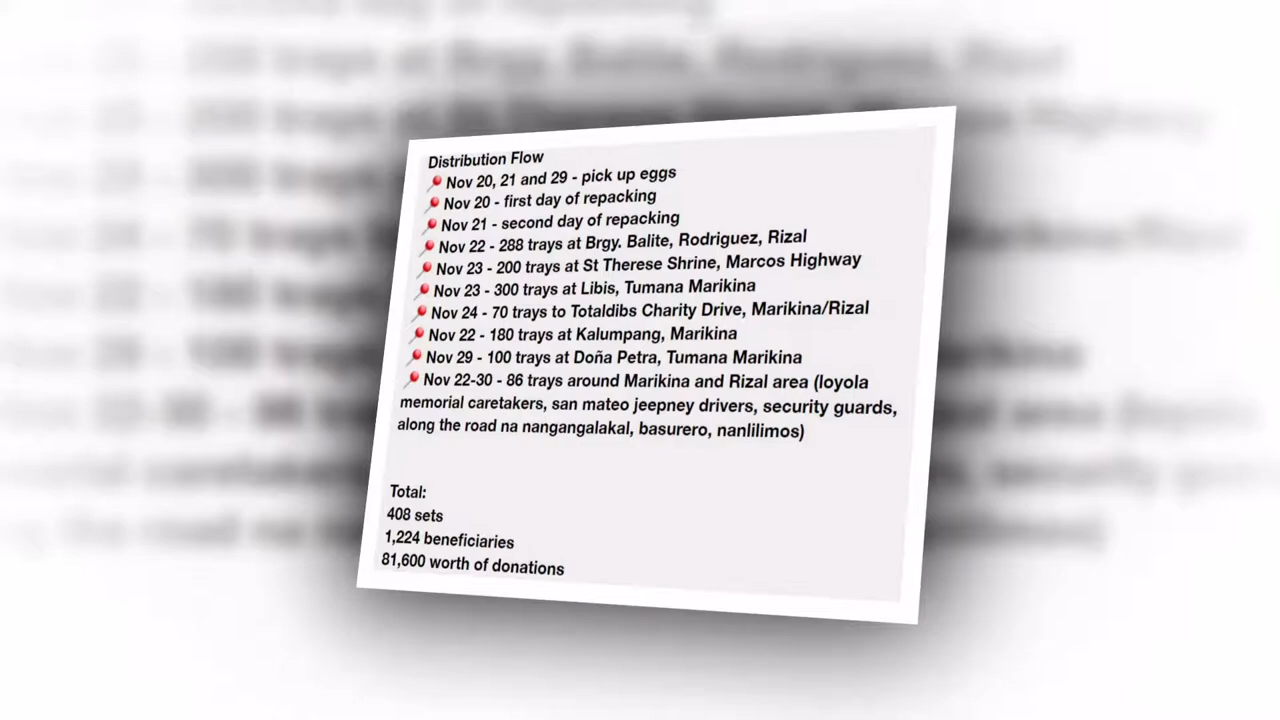 Distribution Flow
📍 Nov 20, 21 and 29 - pick up eggs
📍 Nov 20 - first day of repacking
📍 Nov 21 - second day of repacking
📍 Nov 22 - 288 trays at Brgy. Balite, Rodriguez, Rizal
📍 Nov 23 - 200 trays at St Therese Shrine, Marcos Highway
📍 Nov 23 - 300 trays at Libis, Tumana Marikina
📍 Nov 24 - 70 trays to Totaldibs Charity Drive, Marikina/Rizal
📍 Nov 22 - 180 trays at Kalumpang, Marikina
📍 Nov 29 - 100 trays at Doña Petra, Tumana Marikina
📍 Nov 22-30 - 86 trays around Marikina and Rizal area (loyola
memorial caretakers, san mateo jeepney drivers, security guards,
along the road na nangangalakal, basurero, nanlilimos)
Total:
408 sets
1,224 beneficiaries
81,600 worth of donations